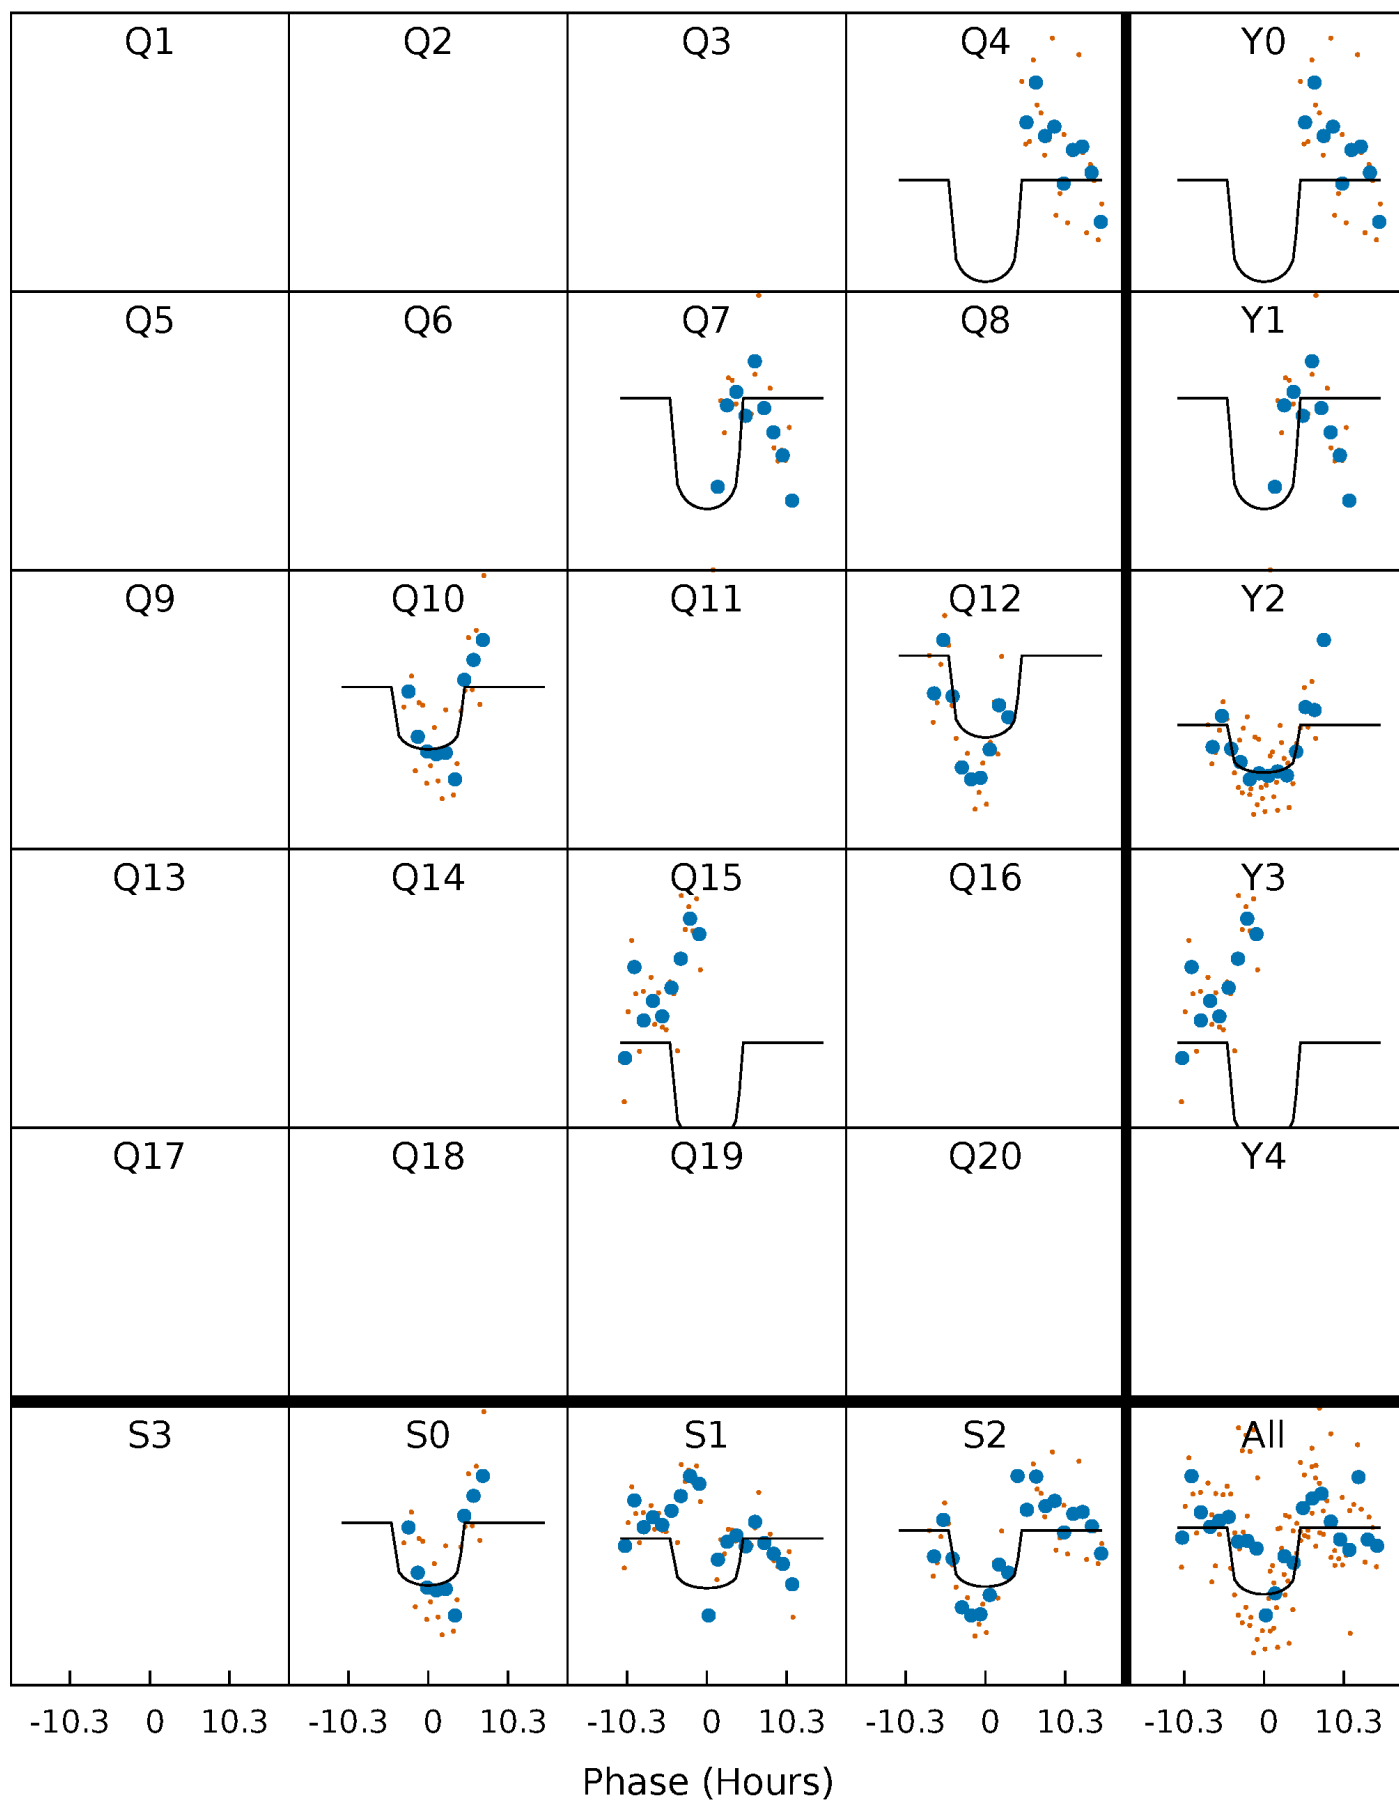 Q1 Q2 Q3 Q4 Y0
Q5 Q6 Q7 Q8 Y1
Q9 Q10 Q11 Q12 Y2
Q13 Q14 Q15 Q16 Y3
Q17 Q18 Q19 Q20 Y4
S3 S0 S1 S2 All
-10.3 0 10.3 -10.3 0 10.3 -10.3 0 10.3 -10.3 0 10.3 -10.3 0 10.3
Phase (Hours)